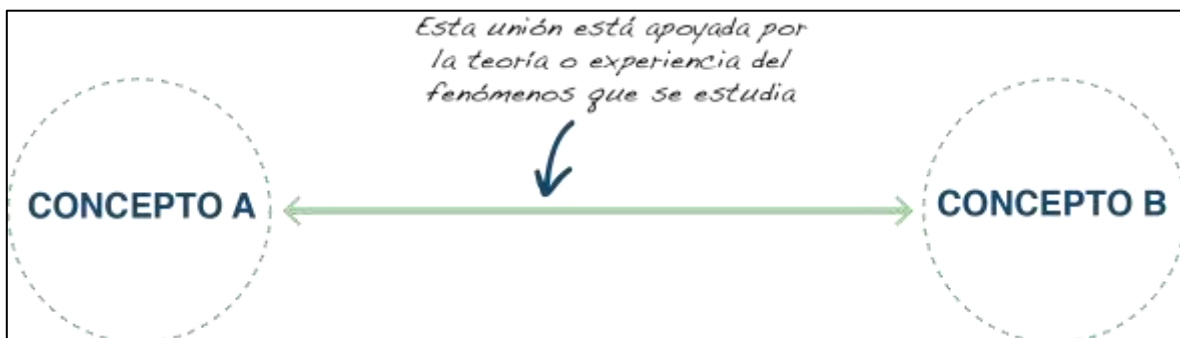 Esta unión está apoyada por
la teoría o experiencia del
fenómenos que se estudia
CONCEPTO A
CONCEPTO B